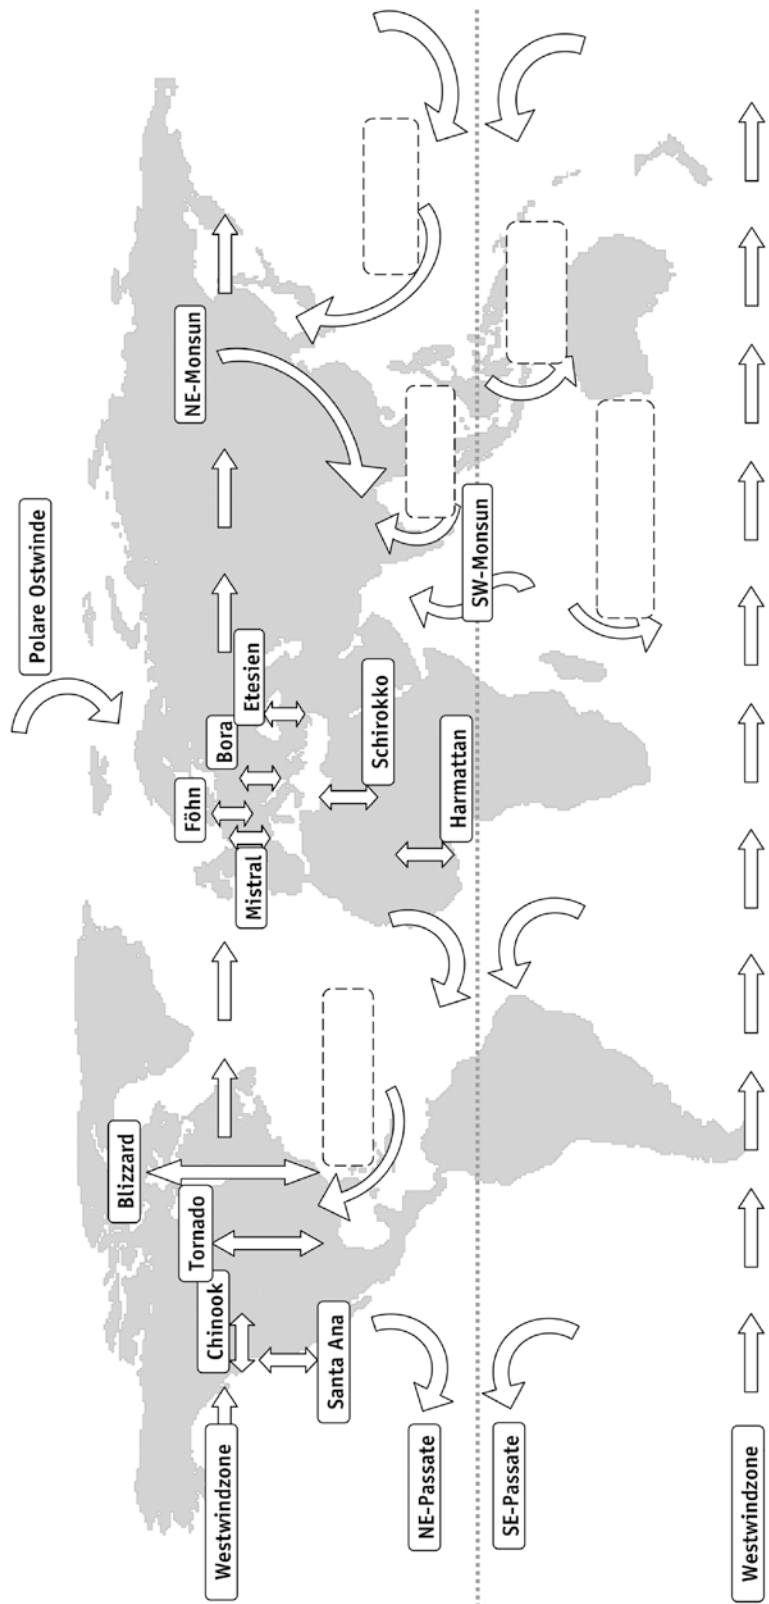 Polare Ostwinde
NE-Monsun
Föhn
Bora
Etesien
Mistral
Schirokko
Harmattan
SW-Monsun
Blizzard
Tornado
Chinook
Santa Ana
Westwindzone
NE-Passate
SE-Passate
Westwindzone